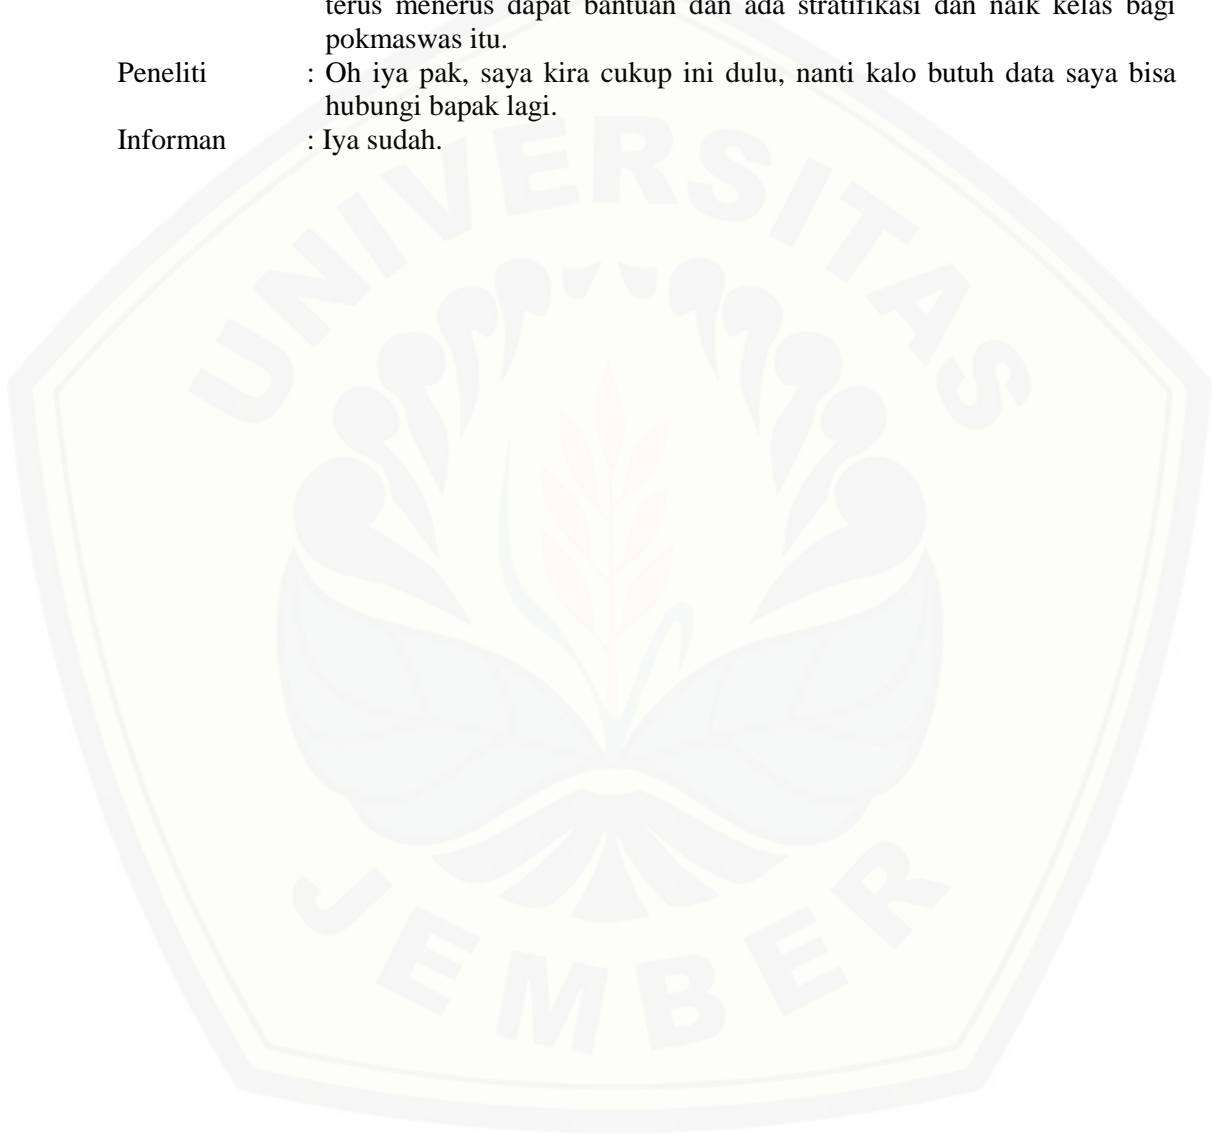 terus menerus dapat bantuan dan ada stratifikasi dan naik kelas bagi
pokmaswas itu.
Peneliti : Oh iya pak, saya kira cukup ini dulu, nanti kalo butuh data saya bisa
hubungi bapak lagi.
Informan : Iya sudah.
UNIVERSITAS
JEMBER